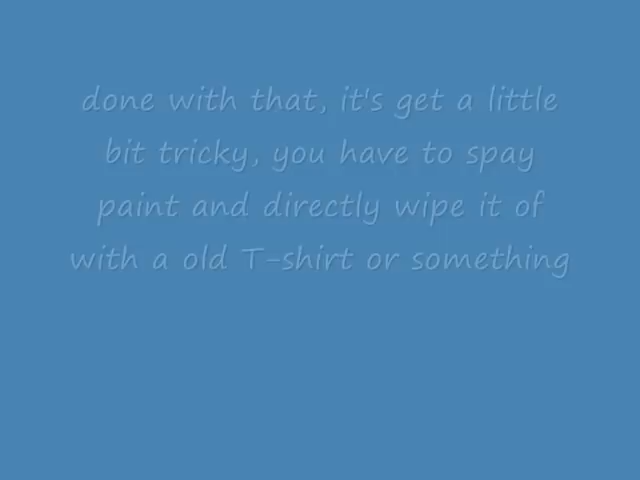 done with that, it's get a little
bit tricky, you have to spay
paint and directly wipe it of
with a old T-shirt or something